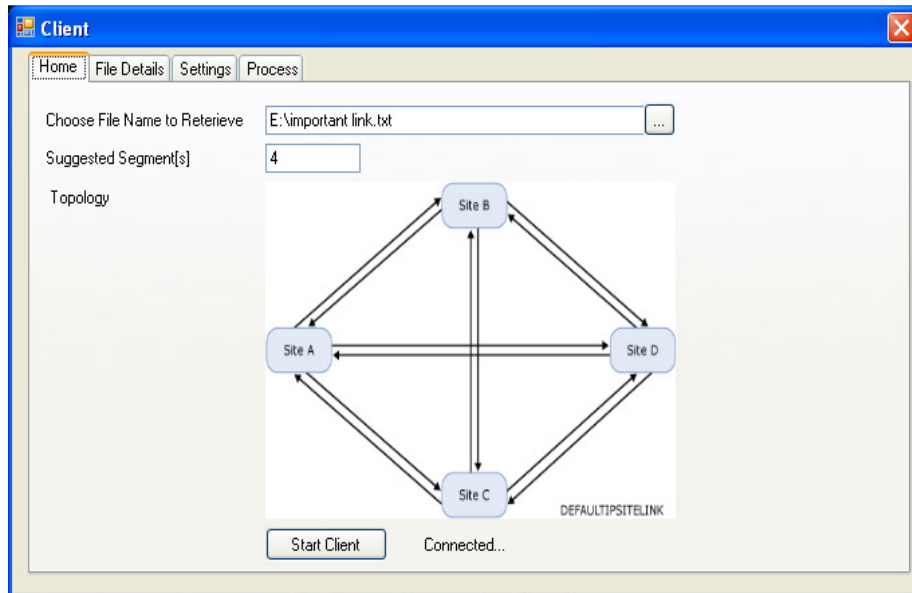 Client
Home File Details Settings Process
Choose File Name to Reterieve E:\important link.txt ...
Suggested Segment[s] 4
Topology
Site B
Site A
Site D
Site C
DEFAULTIPSITELINK
Start Client Connected...